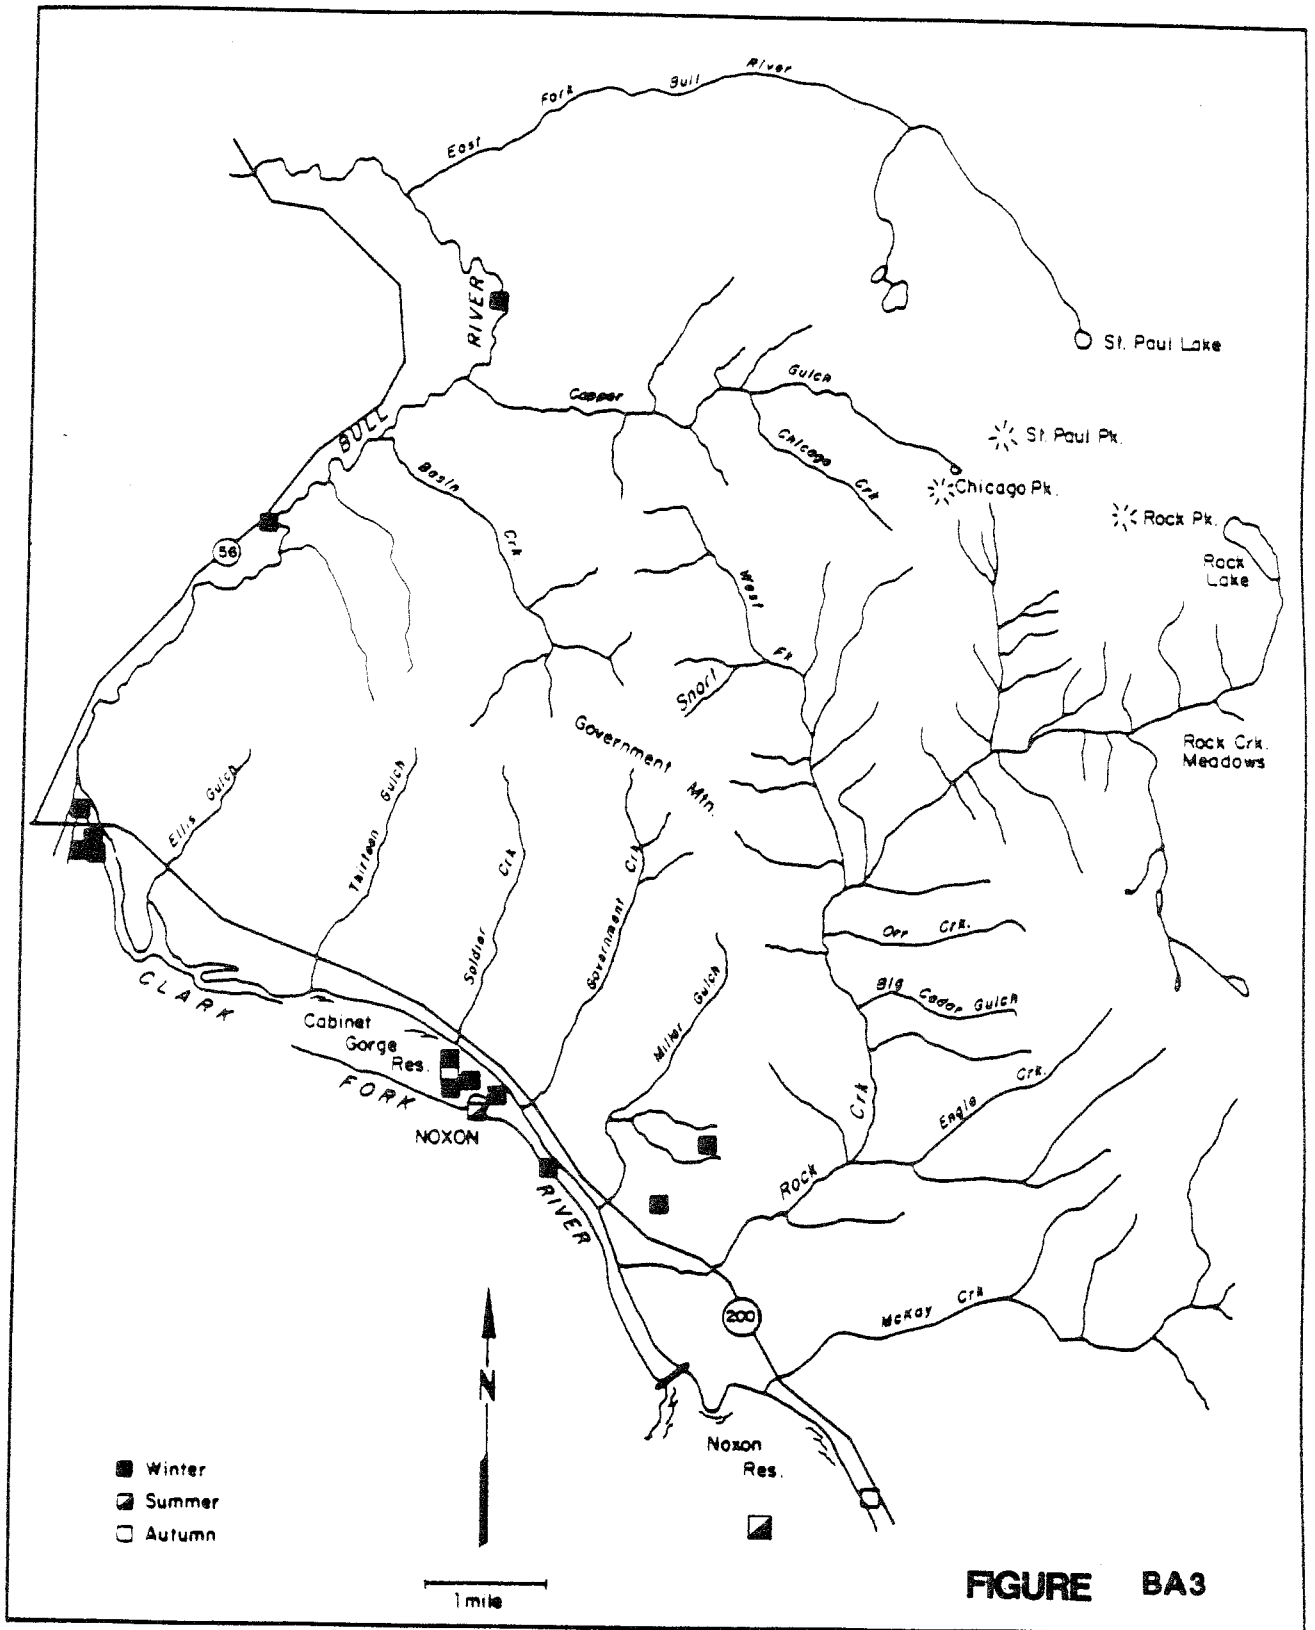 East Fork Bull River
RIVER
St. Paul Lake
Gulch
Copper
St. Paul Pk.
BULL
Chicago Crk
Basin Crk
Chicago Pk.
Rock Pk.
56
Rock
Lake
West Fk
Snorl
Government Mtn.
Rock Crk.
Meadows
Ellis Gulch
Thirteen Gulch
Soldier Crk
Government Crk
Orr Crk.
Miller Gulch
Big Cedar Gulch
CLARK
Cabinet
Gorge
Res.
FORK
Engle Crk.
Crk
NOXON
ROCK
RIVER
200
McKay Crk
N
Noxon
Res.
Winter
Summer
Autumn
1 mile
FIGURE BA3